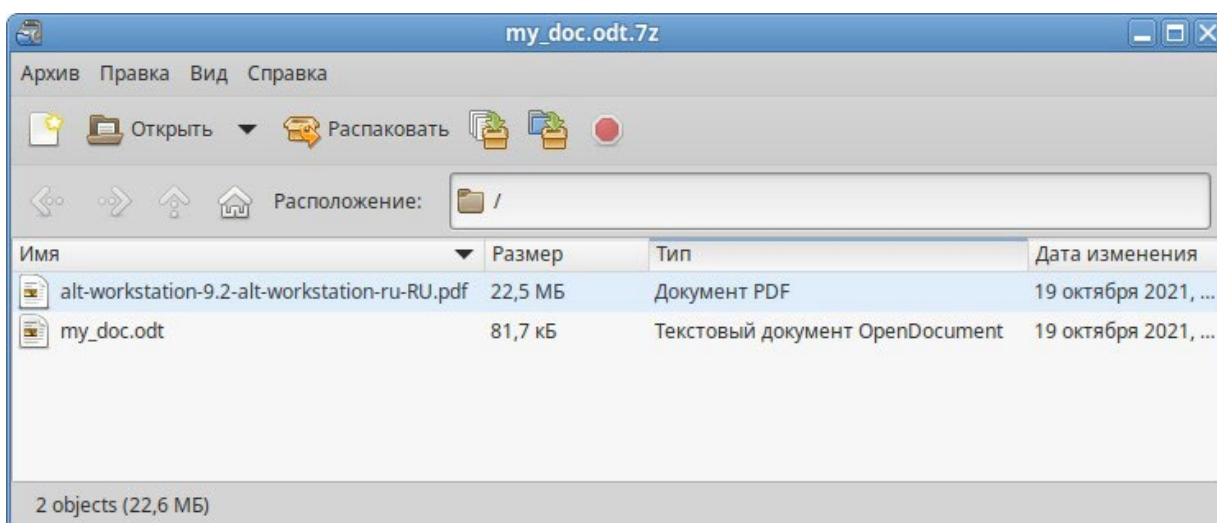 my_doc.odt.7z
Архив Правка Вид Справка
Открыть Распаковать
Расположение: /
Имя Размер Тип Дата изменения
alt-workstation-9.2-alt-workstation-ru-RU.pdf 22,5 МБ Документ PDF 19 октября 2021, ...
my_doc.odt 81,7 кБ Текстовый документ OpenDocument 19 октября 2021, ...
2 objects (22,6 МБ)